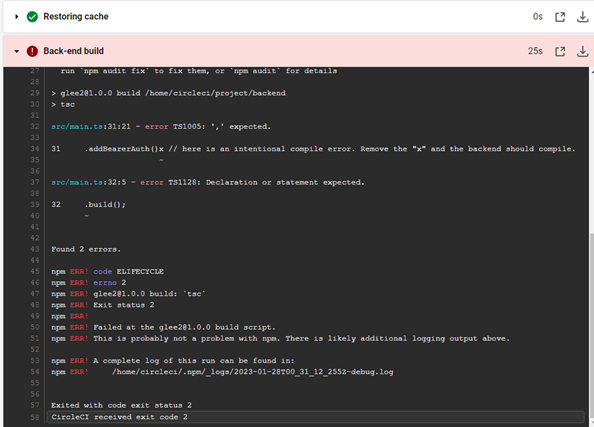 Restoring cache 0s
Back-end build 25s
27 run `npm audit fix` to fix them, or `npm audit` for details
28
29 > glee2@1.0.0 build /home/circleci/project/backend
30 > tsc
31
32 src/main.ts:31:21 - error TS1005: ',' expected.
33
34 31 .addBearerAuth()x // here is an intentional compile error. Remove the "x" and the backend should compile.
35 ~
36
37 src/main.ts:32:5 - error TS1128: Declaration or statement expected.
38
39 32 .build();
40 ~
41
42
43 Found 2 errors.
44
45 npm ERR! code ELIFECYCLE
46 npm ERR! errno 2
47 npm ERR! glee2@1.0.0 build: `tsc`
48 npm ERR! Exit status 2
49 npm ERR!
50 npm ERR! Failed at the glee2@1.0.0 build script.
51 npm ERR! This is probably not a problem with npm. There is likely additional logging output above.
52
53 npm ERR! A complete log of this run can be found in:
54 npm ERR! /home/circleci/.npm/_logs/2023-01-28T00_31_12_255Z-debug.log
55
56
57 Exited with code exit status 2
58 CircleCI received exit code 2